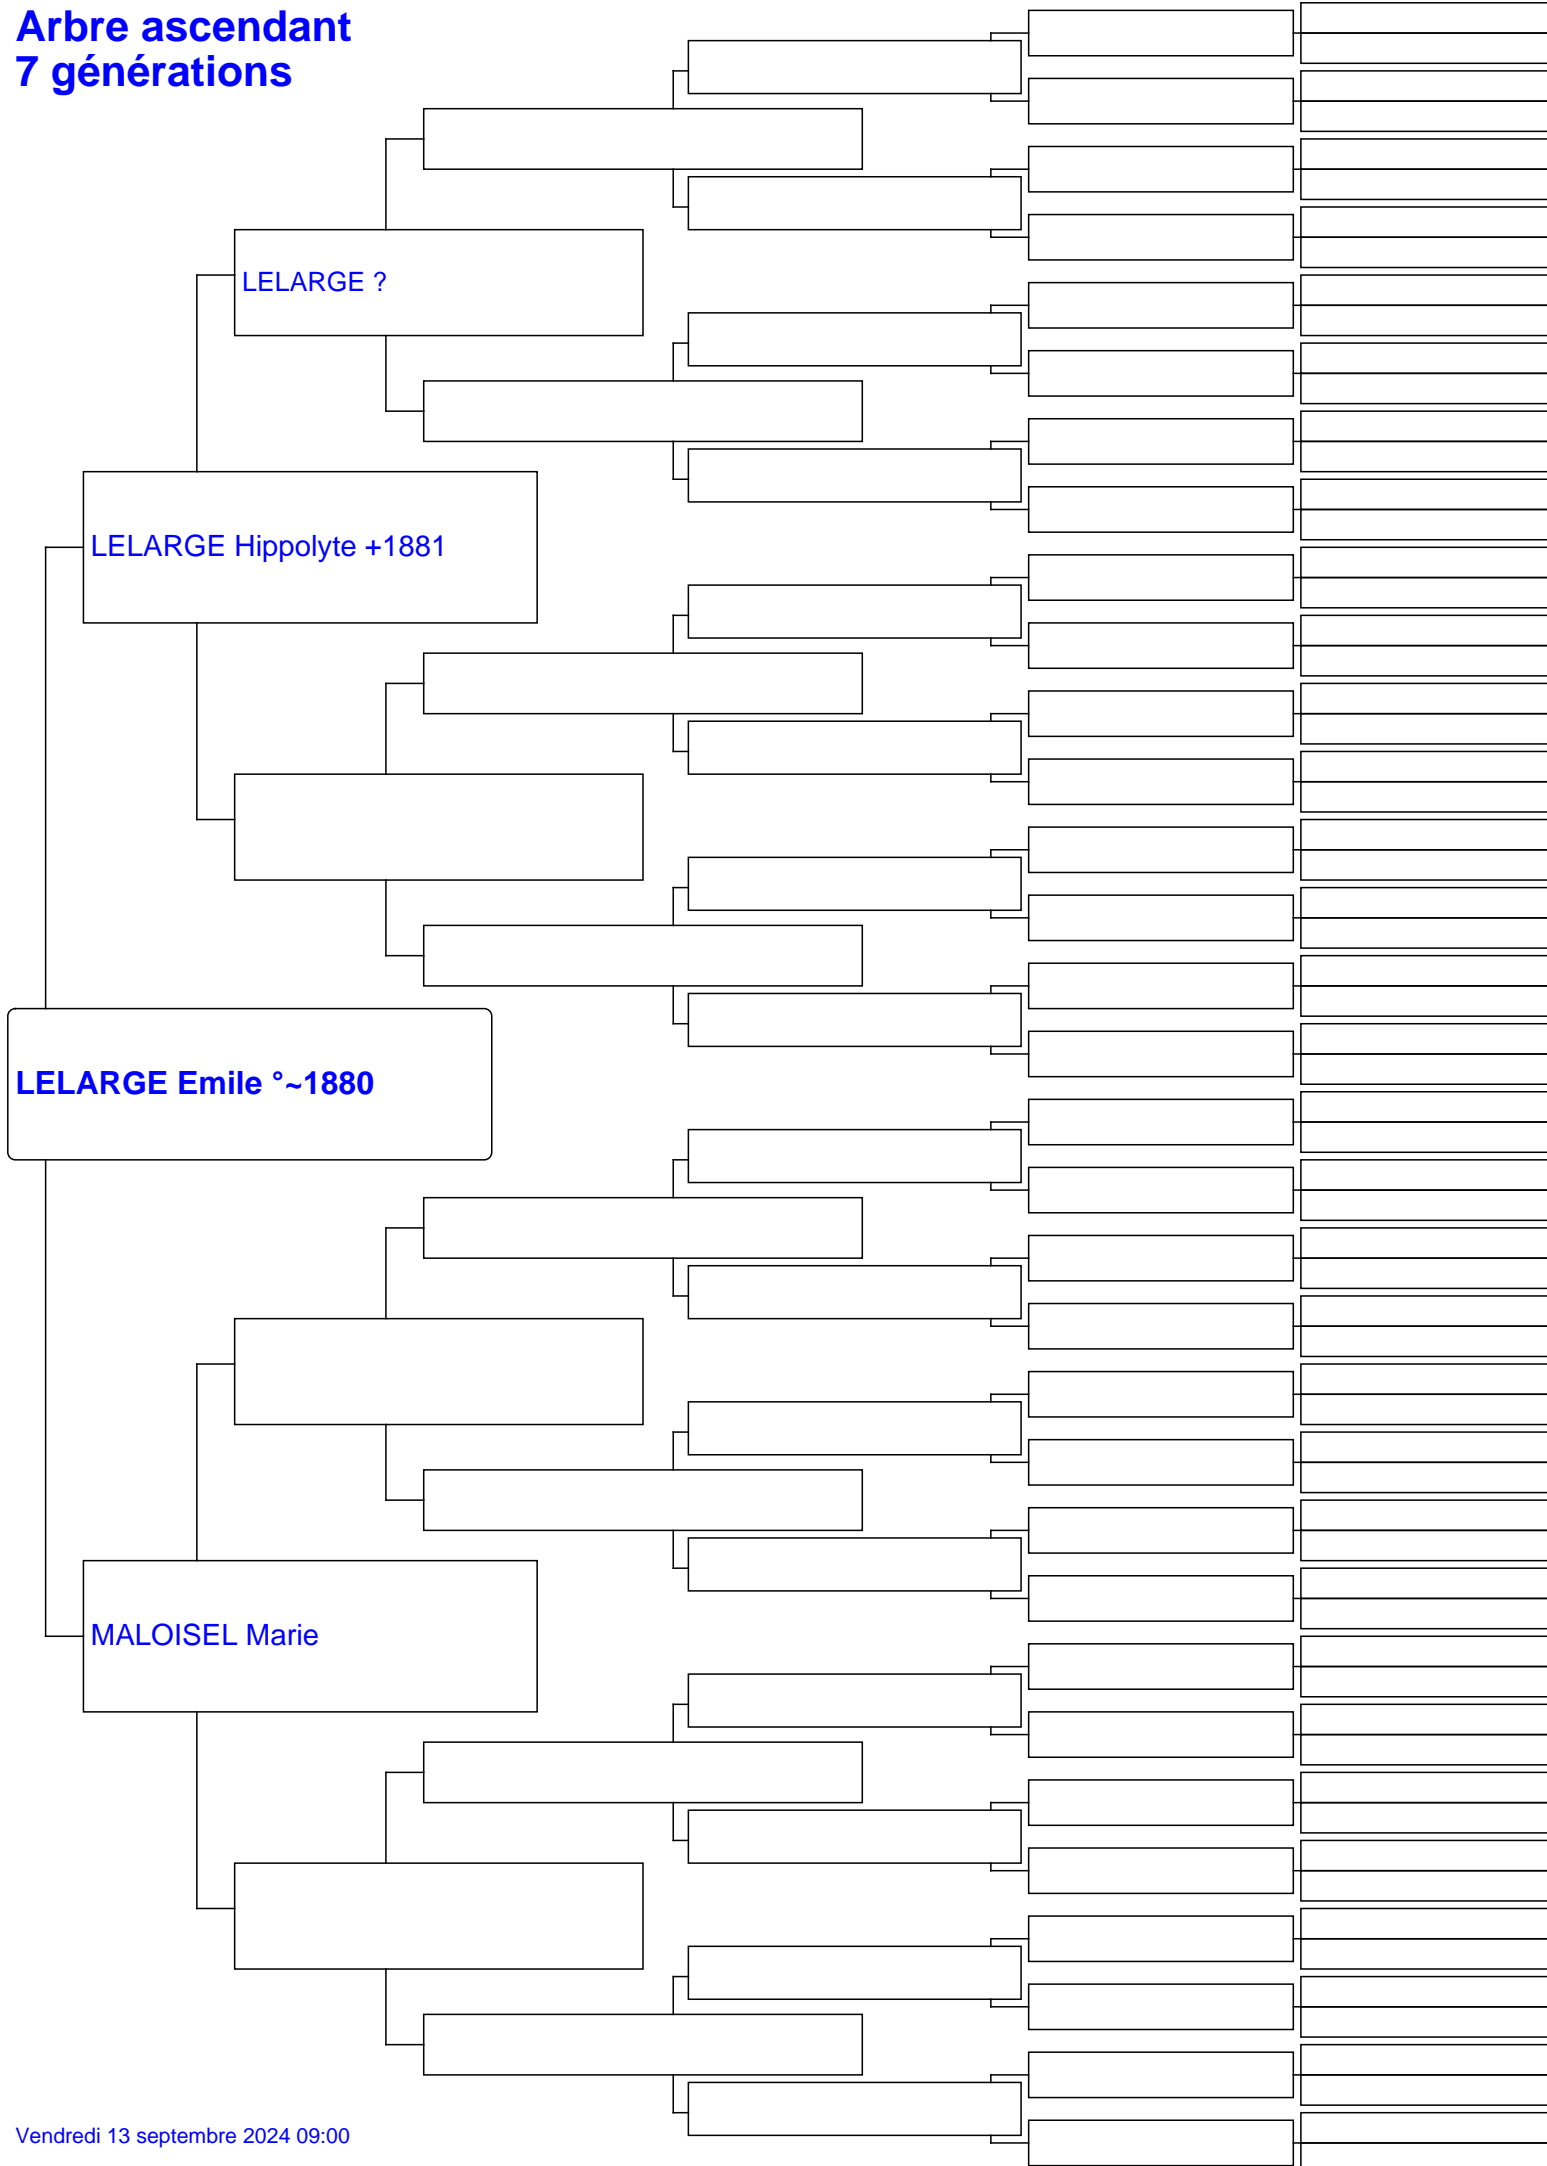 Arbre ascendant
7 générations
LELARGE ?
LELARGE Hippolyte +1881
LELARGE Emile °~1880
MALOISEL Marie
Vendredi 13 septembre 2024 09:00